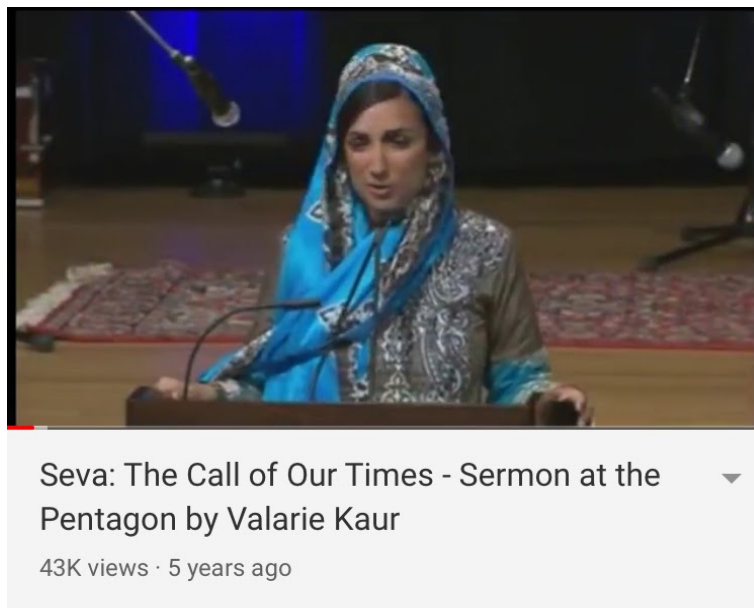 Seva: The Call of Our Times - Sermon at the
Pentagon by Valarie Kaur
43K views · 5 years ago